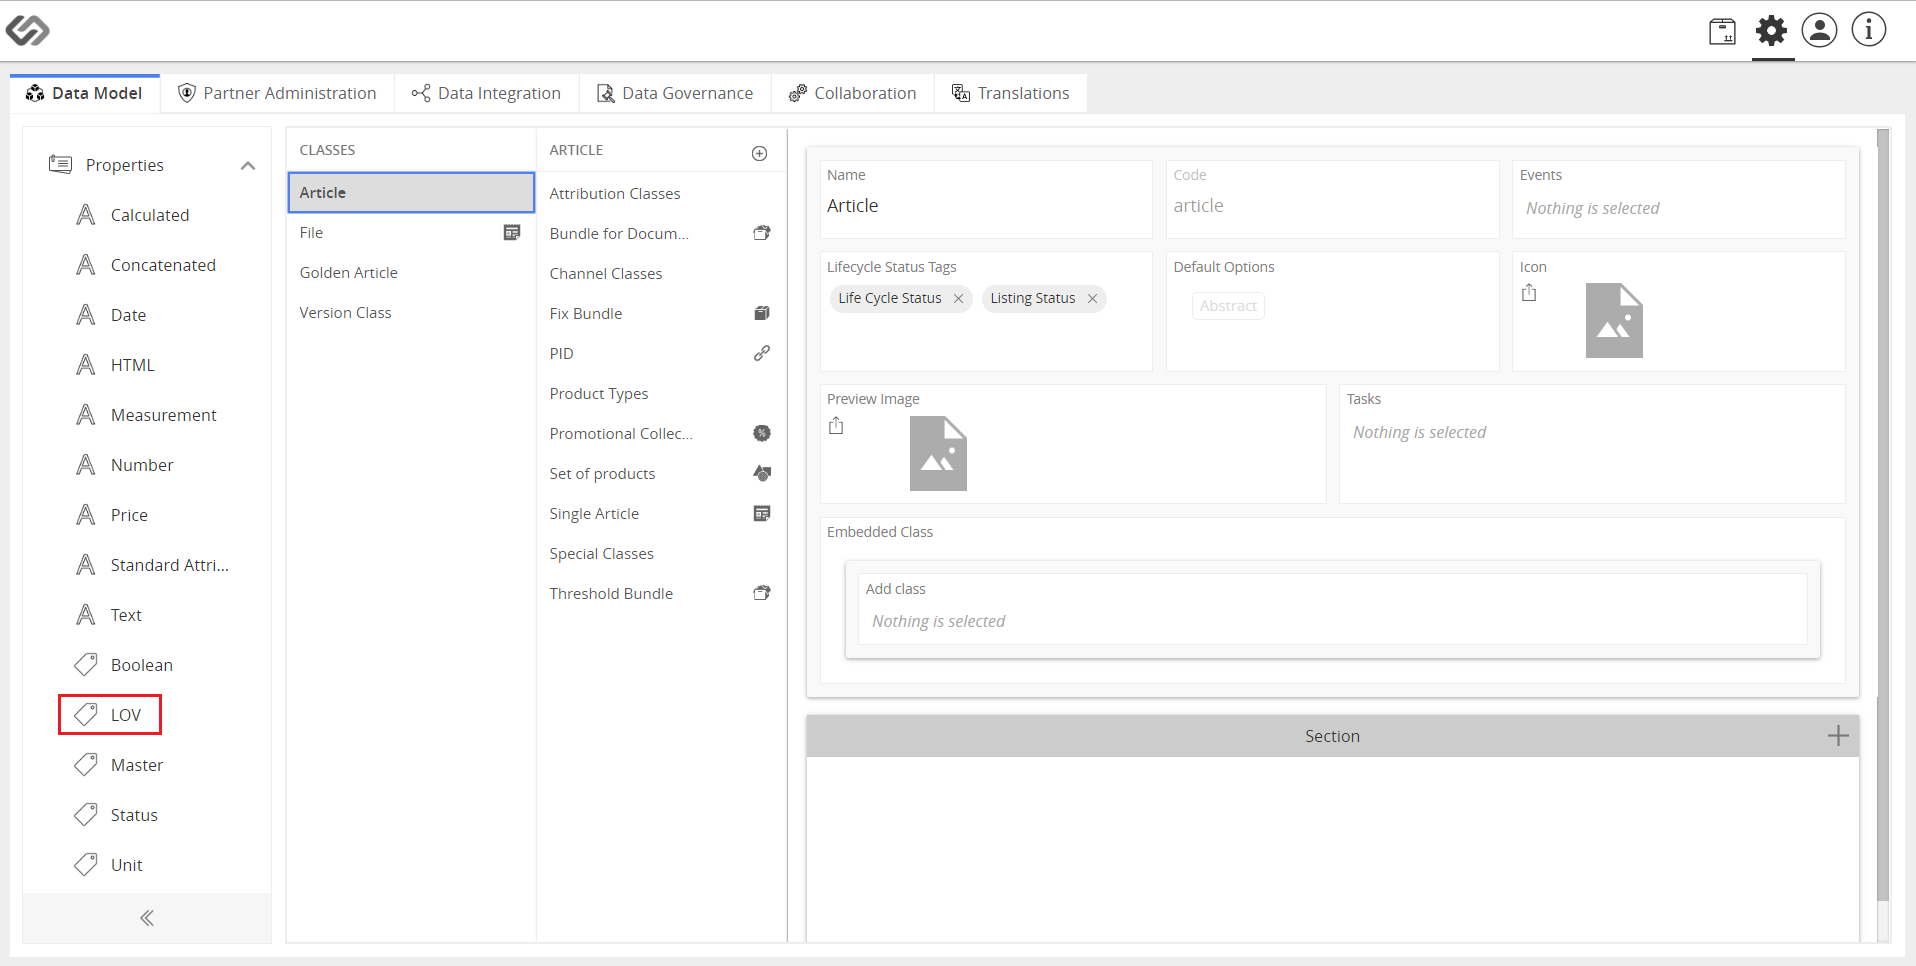 Data Model
Partner Administration
Data Integration
Data Governance
Collaboration
Translations
Properties
Calculated
Concatenated
Date
HTML
Measurement
Number
Price
Standard Attri...
Text
Boolean
LOV
Master
Status
Unit
CLASSES
Article
File
Golden Article
Version Class
ARTICLE
Attribution Classes
Bundle for Docum...
Channel Classes
Fix Bundle
PID
Product Types
Promotional Collec...
Set of products
Single Article
Special Classes
Threshold Bundle
Name
Article
Code
article
Events
Nothing is selected
Lifecycle Status Tags
Life Cycle Status
Listing Status
Default Options
Abstract
Icon
Preview Image
Tasks
Nothing is selected
Embedded Class
Add class
Nothing is selected
Section